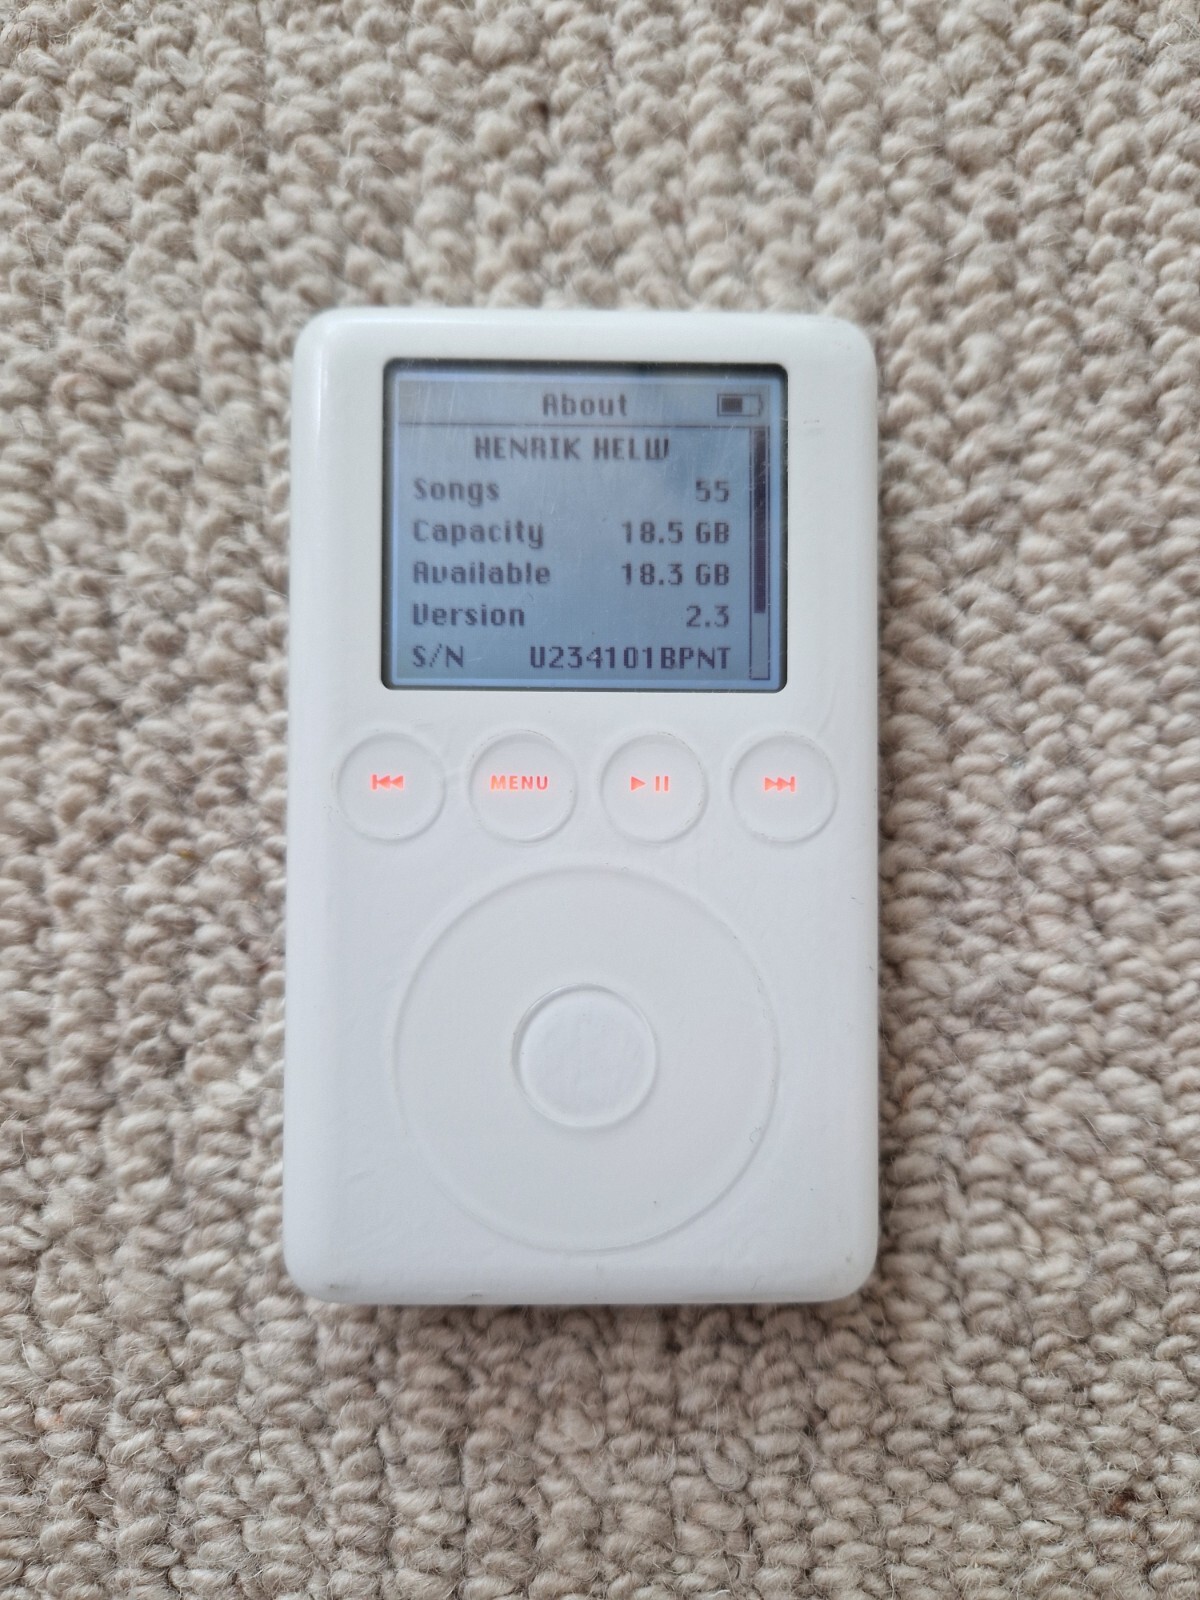 About
HENRIK HELW
Songs 55
Capacity 18.5 GB
Available 18.3 GB
Version 2.3
S/N U234101BPNT
MENU